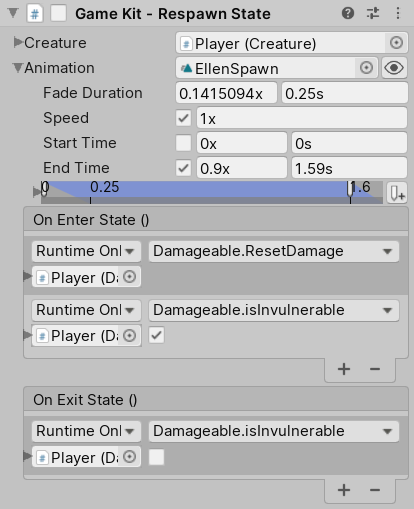 Game Kit - Respawn State
Creature Player (Creature)
Animation EllenSpawn
Fade Duration 0.1415094x 0.25s
Speed 1x
Start Time 0x 0s
End Time 0.9x 1.59s
0 0.25 1.6
On Enter State ()
Runtime Onl Damageable.ResetDamage
Player (Da
Runtime Onl Damageable.isInvulnerable
Player (Da
+ −
On Exit State ()
Runtime Onl Damageable.isInvulnerable
Player (Da
+ −